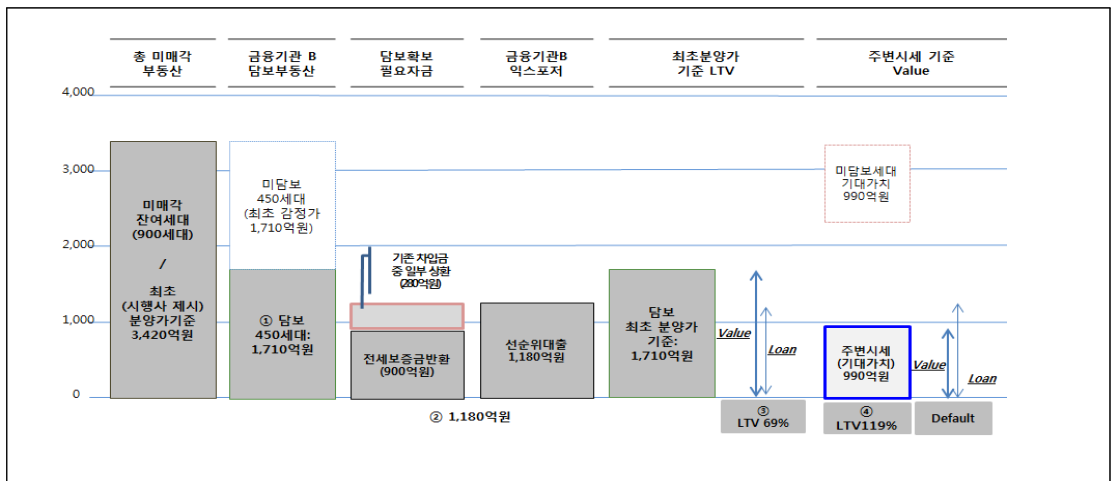 총 미매각
부동산
금융기관 B
담보부동산
담보확보
필요자금
금융기관B
익스포저
최초분양가
기준 LTV
주변시세 기준
Value
4,000
3,000
2,000
1,000
0
미매각
잔여세대
(900세대)
/
최초
(시행사 제시)
분양가기준
3,420억원
미담보
450세대
(최초 감정가
1,710억원)
① 담보
450세대:
1,710억원
기존 차입금
중 일부 상환
(280억원)
전세보증금반환
(900억원)
② 1,180억원
선순위대출
1,180억원
담보
최초 분양가
기준:
1,710억원
Value
Loan
③
LTV 69%
미담보세대
기대가치
990억원
주변시세
(기대가치)
990억원
Value
Loan
④
LTV119%
Default